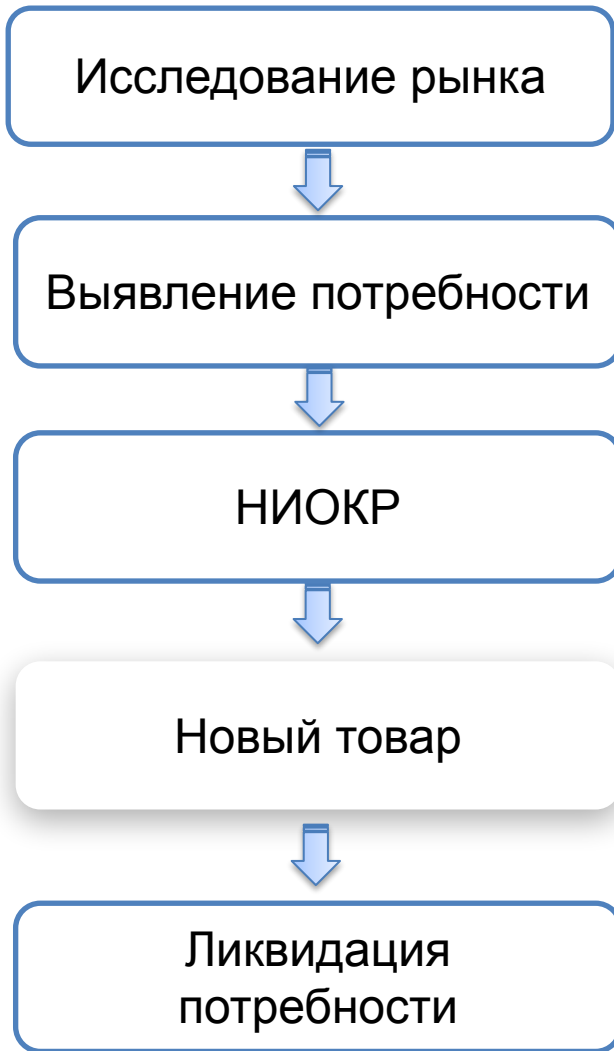 Исследование рынка
Выявление потребности
НИОКР
Новый товар
Ликвидация
потребности